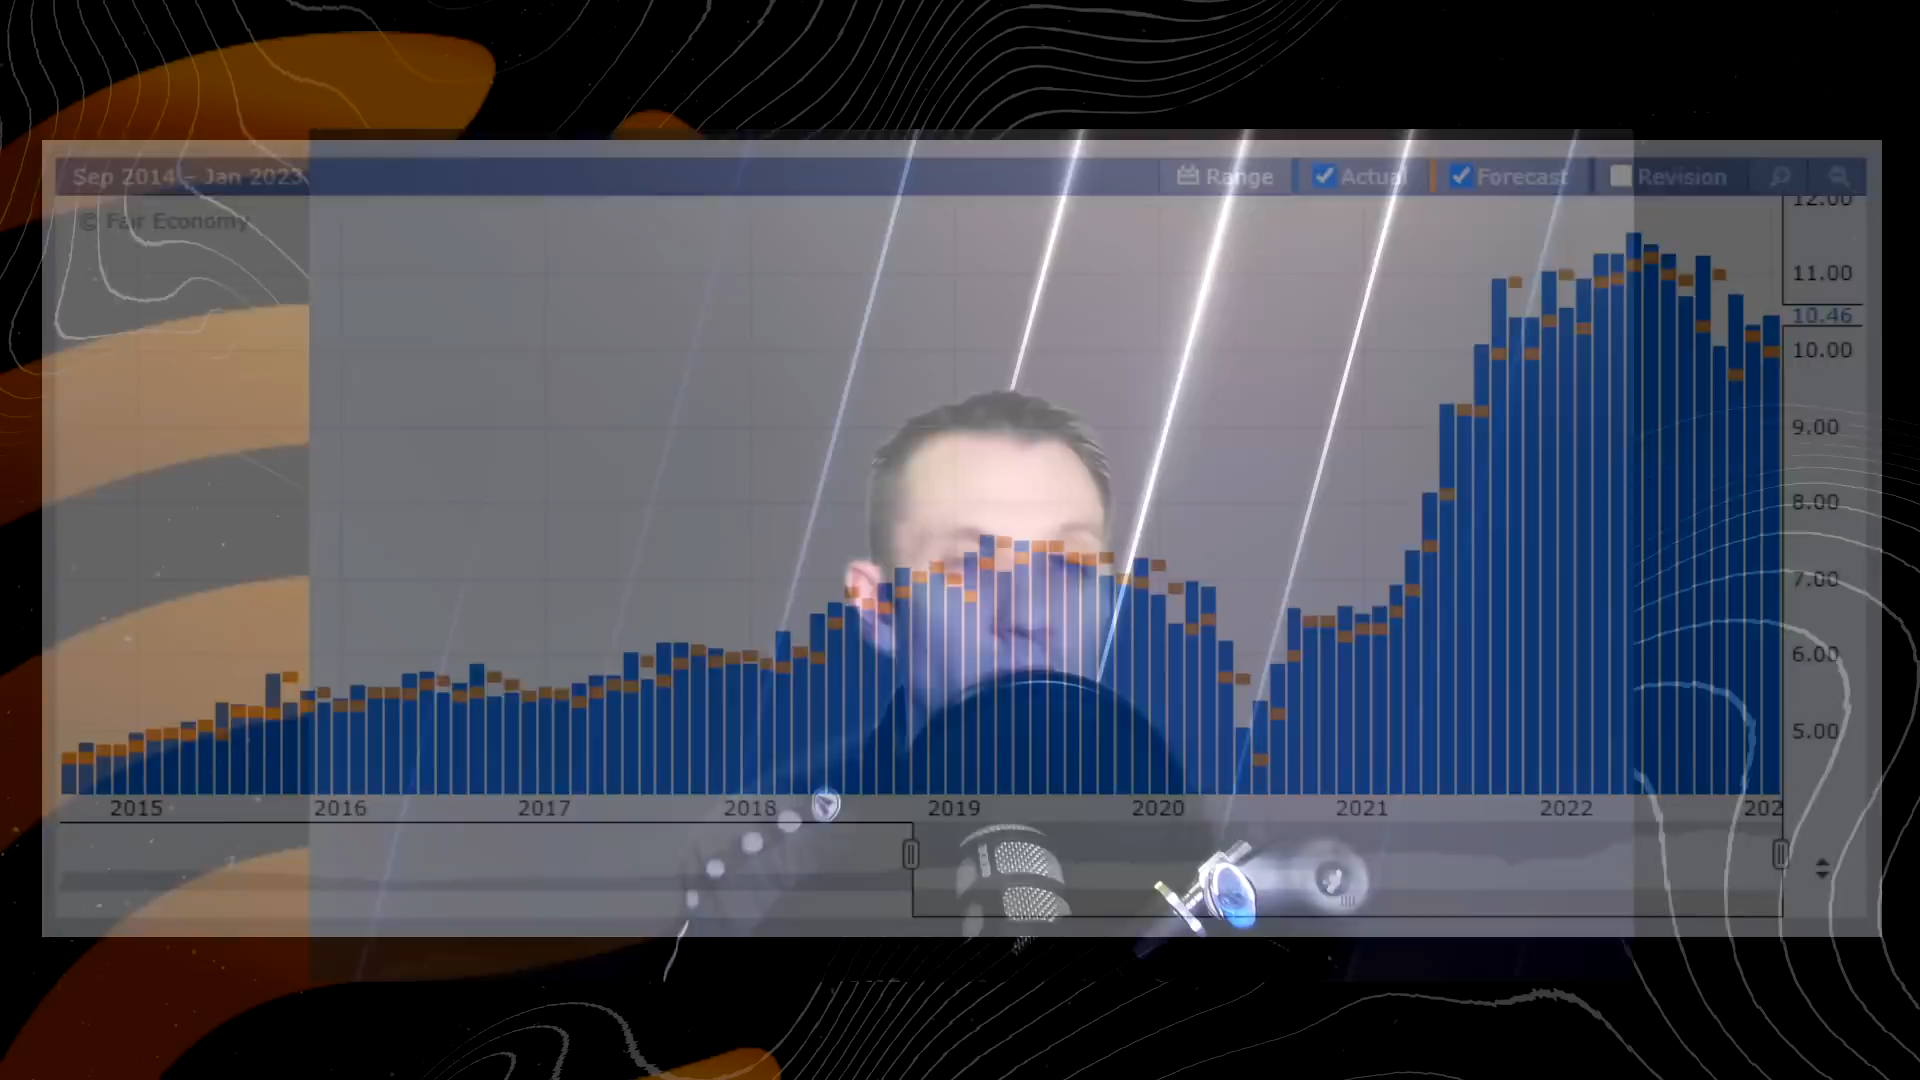 Sep 2014 - Jan 2023
Range
Actual
Forecast
Revision
© Fair Economy
12.00
11.00
10.46
10.00
9.00
8.00
7.00
6.00
5.00
2015 2016 2017 2018 2019 2020 2021 2022 202